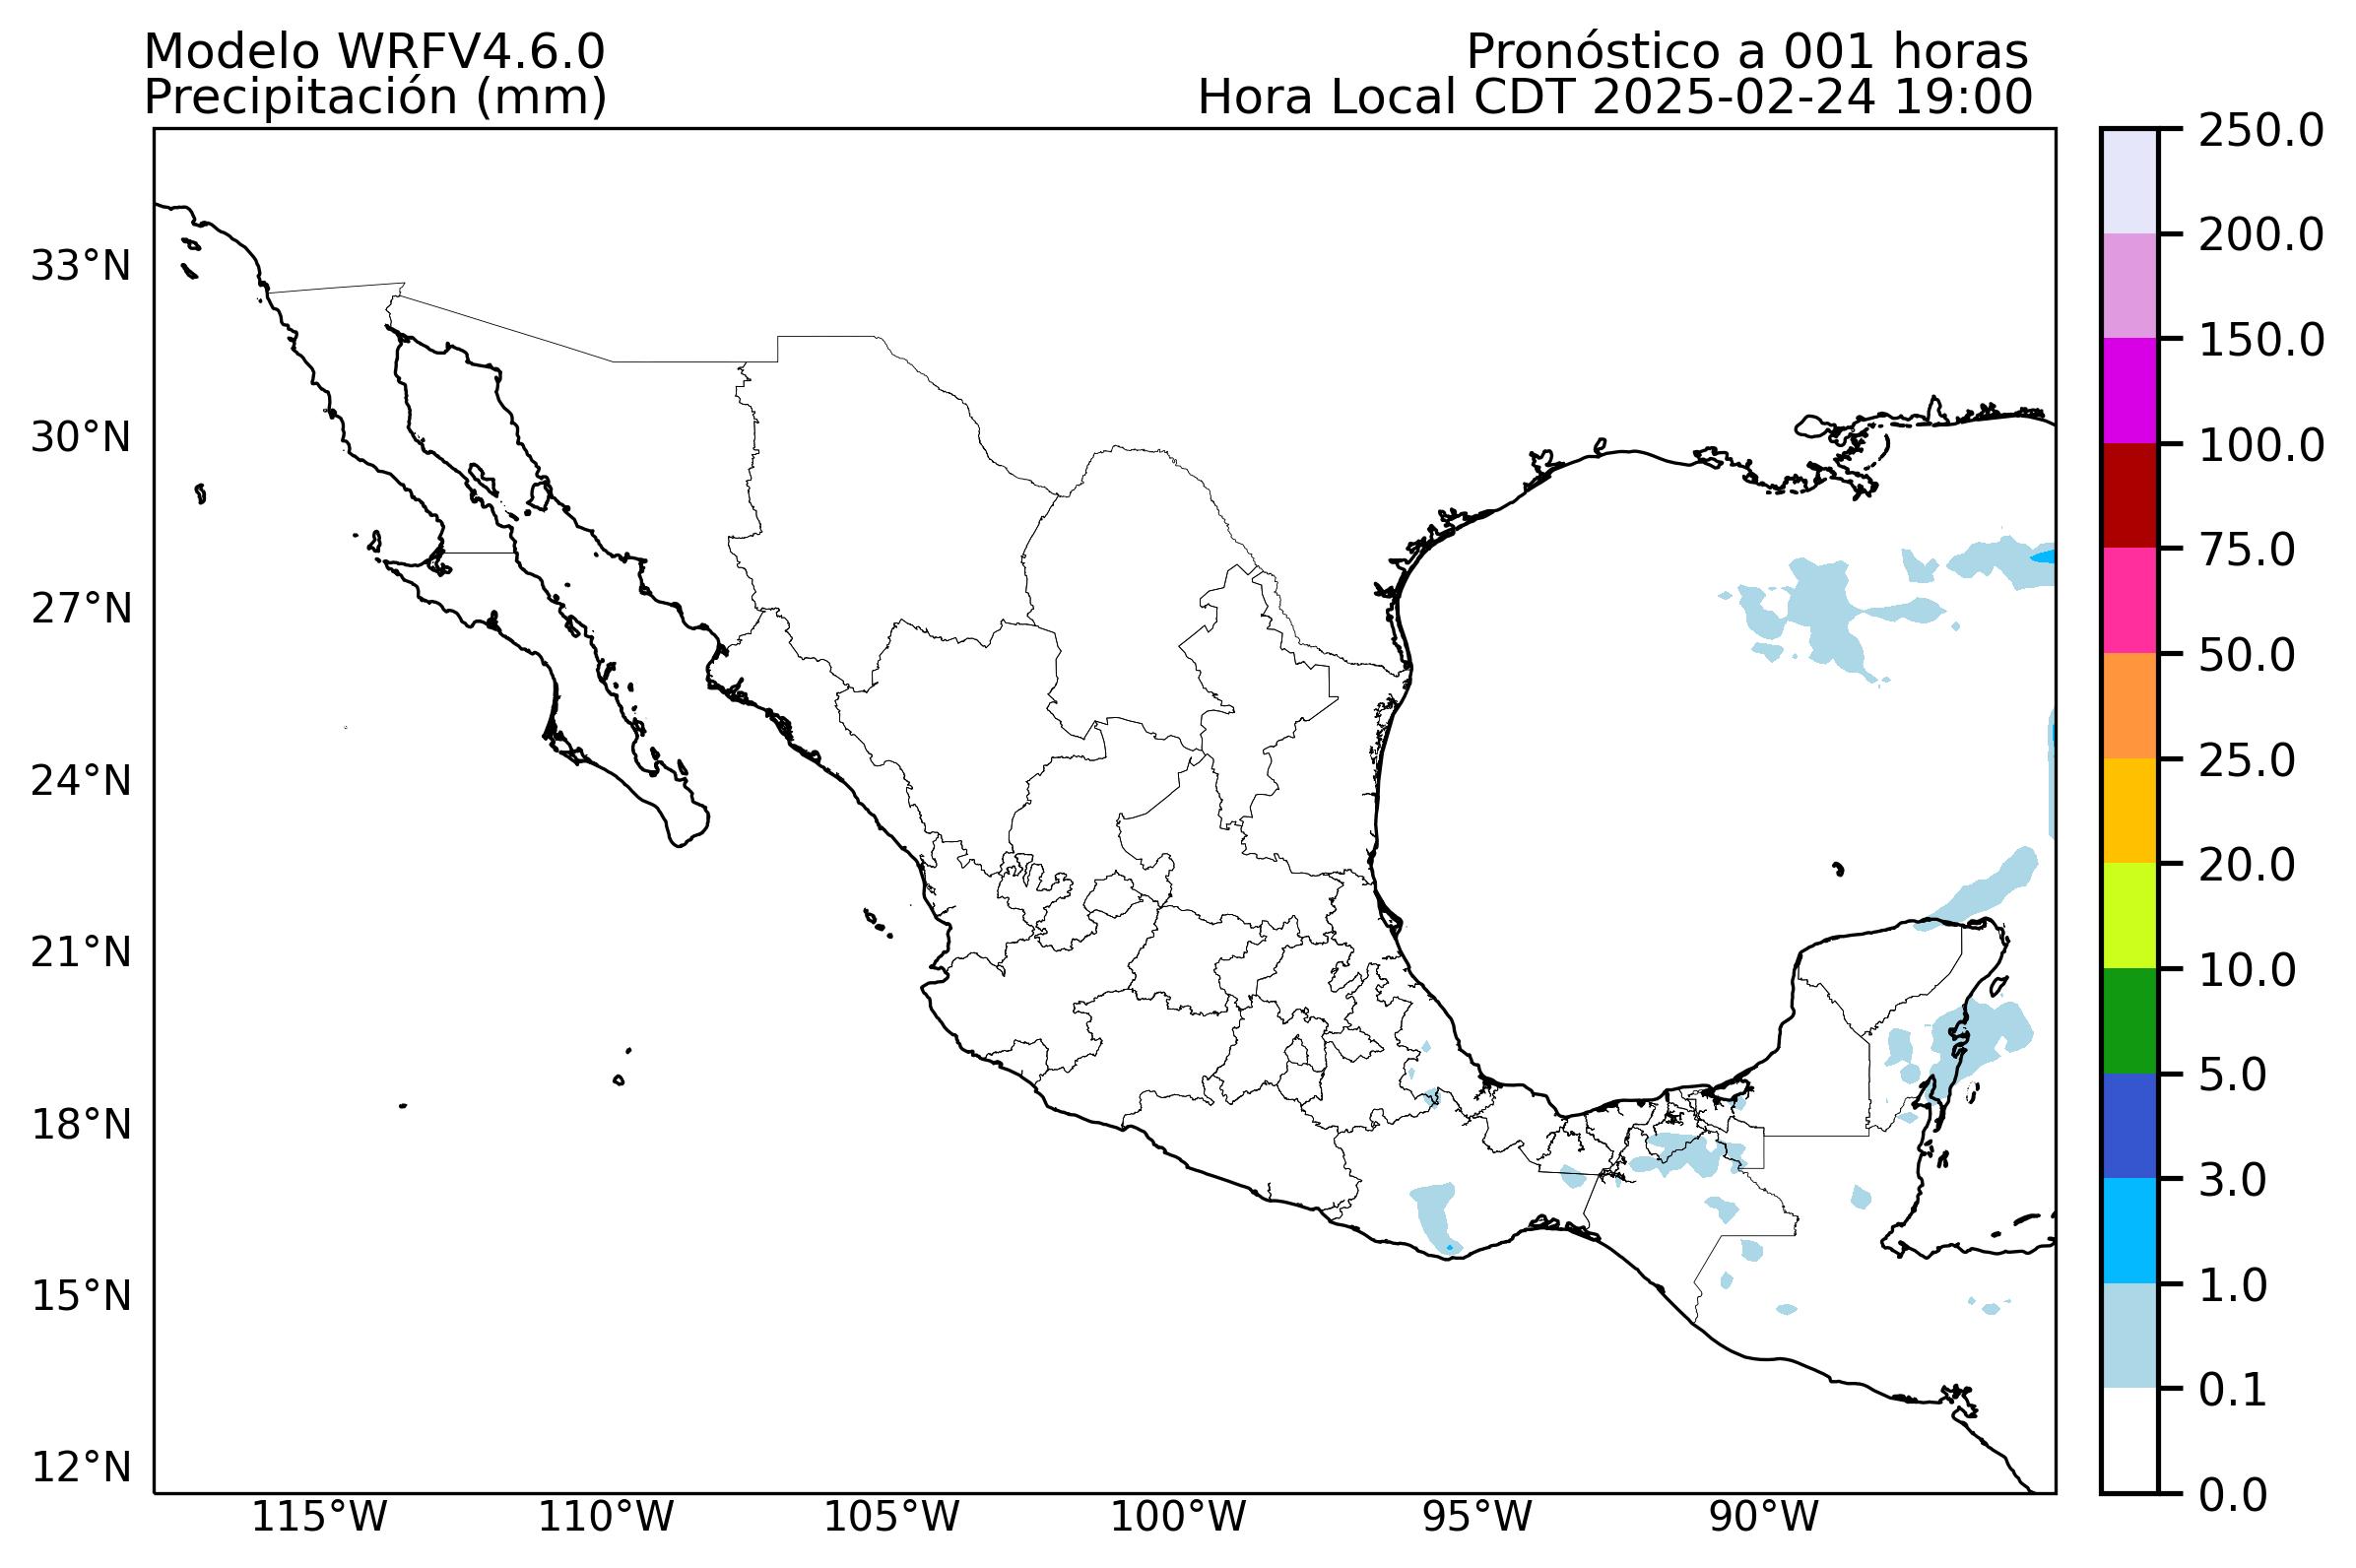 Modelo WRFV4.6.0
Precipitación (mm)
Pronóstico a 001 horas
Hora Local CDT 2025-02-24 19:00
33°N
30°N
27°N
24°N
21°N
18°N
15°N
12°N
115°W
110°W
105°W
100°W
95°W
90°W
250.0
200.0
150.0
100.0
75.0
50.0
25.0
20.0
10.0
5.0
3.0
1.0
0.1
0.0